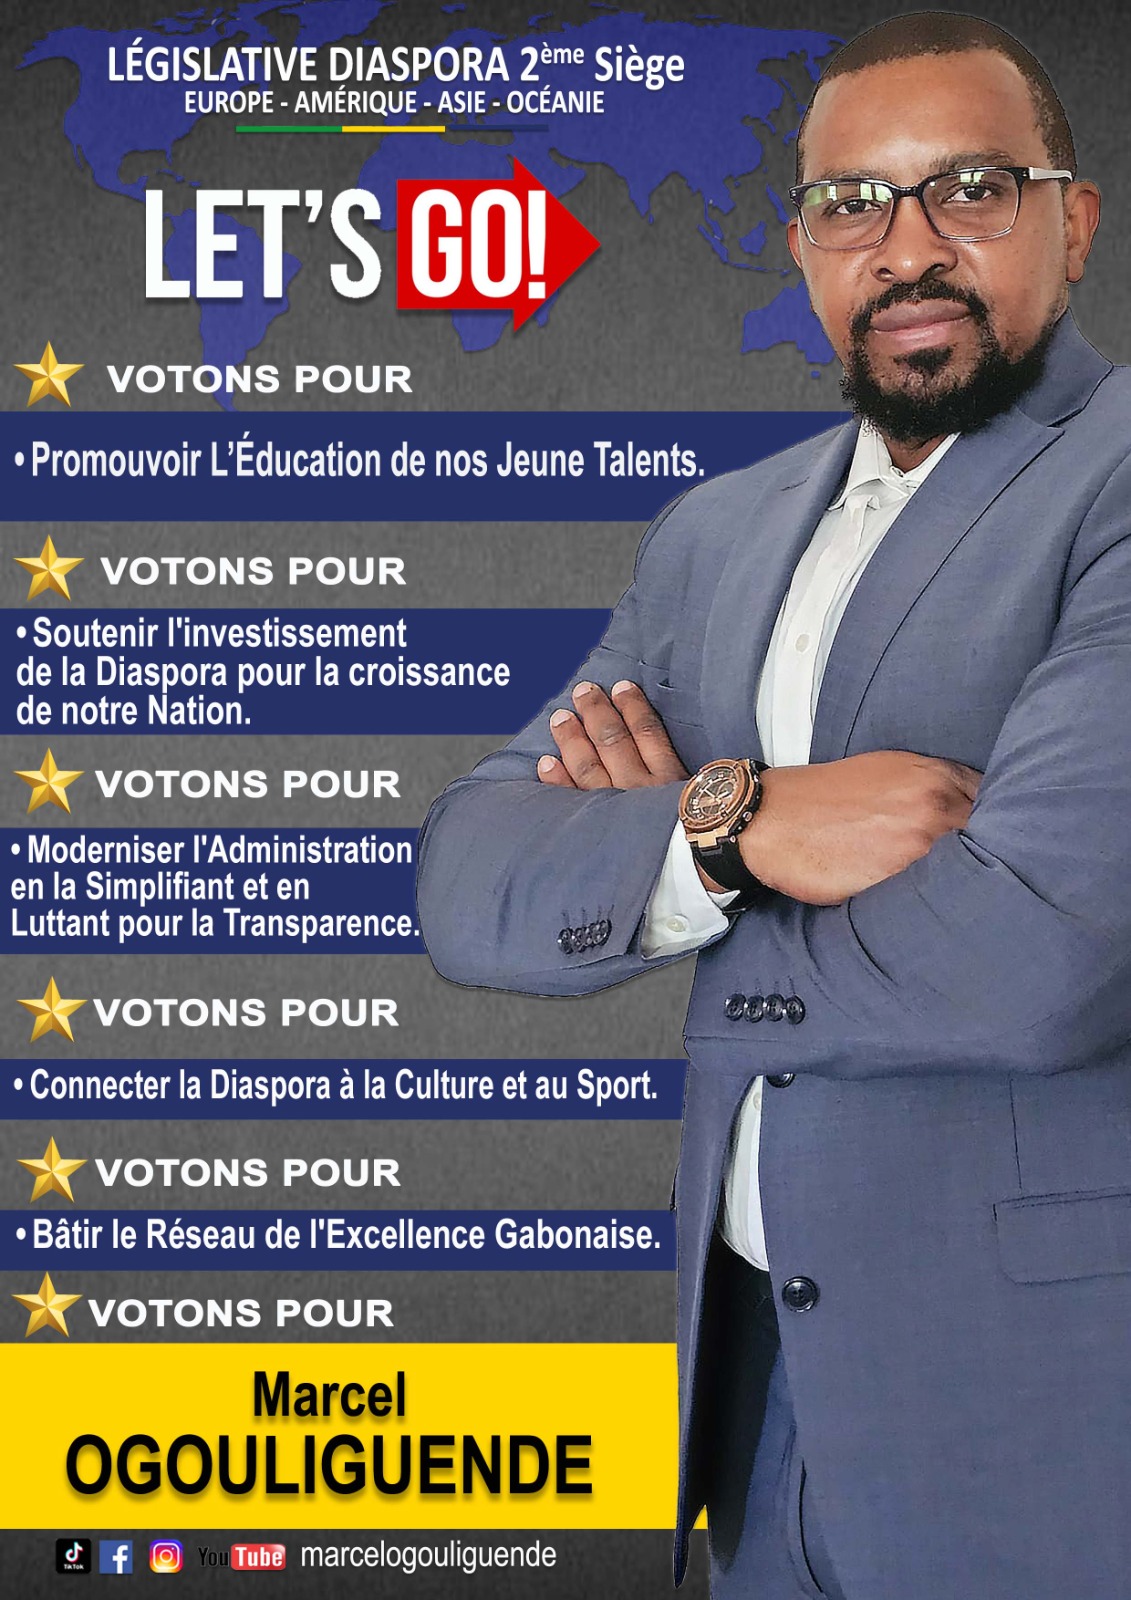 LÉGISLATIVE DIASPORA 2ème Siège
EUROPE - AMÉRIQUE - ASIE - OCÉANIE
LET'S GO!
VOTONS POUR
• Promouvoir L'Éducation de nos Jeune Talents.
VOTONS POUR
• Soutenir l'investissement
de la Diaspora pour la croissance
de notre Nation.
VOTONS POUR
• Moderniser l'Administration
en la Simplifiant et en
Luttant pour la Transparence.
VOTONS POUR
• Connecter la Diaspora à la Culture et au Sport.
VOTONS POUR
• Bâtir le Réseau de l'Excellence Gabonaise.
VOTONS POUR
Marcel
OGOULIGUENDE
TikTok f YouTube marcelogouliguende